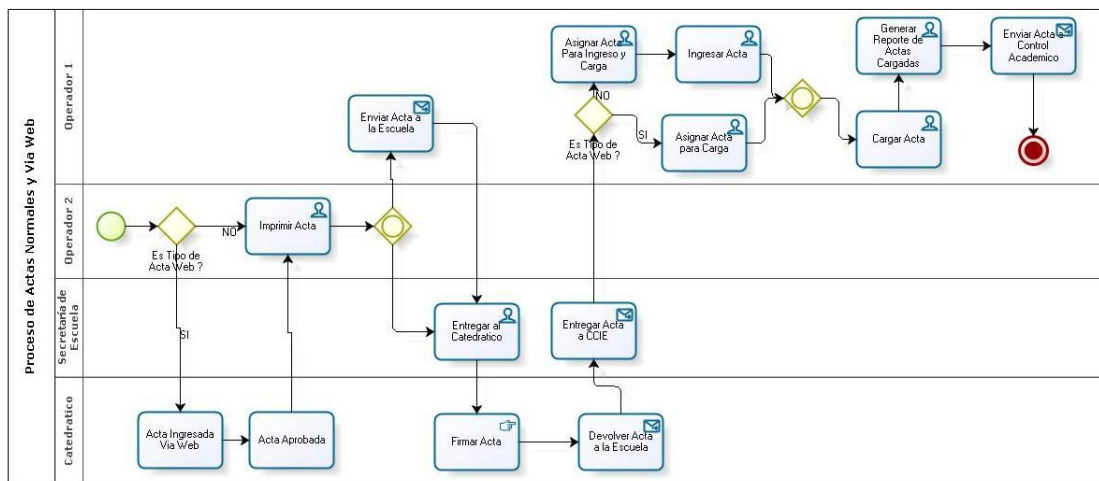 Proceso de Actas Normales y Via Web
Operador 1
Enviar Acta a
la Escuela
Asignar Acta
Para Ingreso y
Carga
Ingresar Acta
NO
Es Tipo de
Acta Web ?
SI
Asignar Acta
para Carga
Generar
Reporte de
Actas
Cargadas
Cargar Acta
Enviar Acta a
Control
Academico
Operador 2
Es Tipo de
Acta Web ?
NO
SI
Imprimir Acta
Secretaría de
Escuela
Entregar al
Catedratico
Entregar Acta
a CCIE
Catedratico
Acta Ingresada
Via Web
Acta Aprobada
Firmar Acta
Devolver Acta
a la Escuela